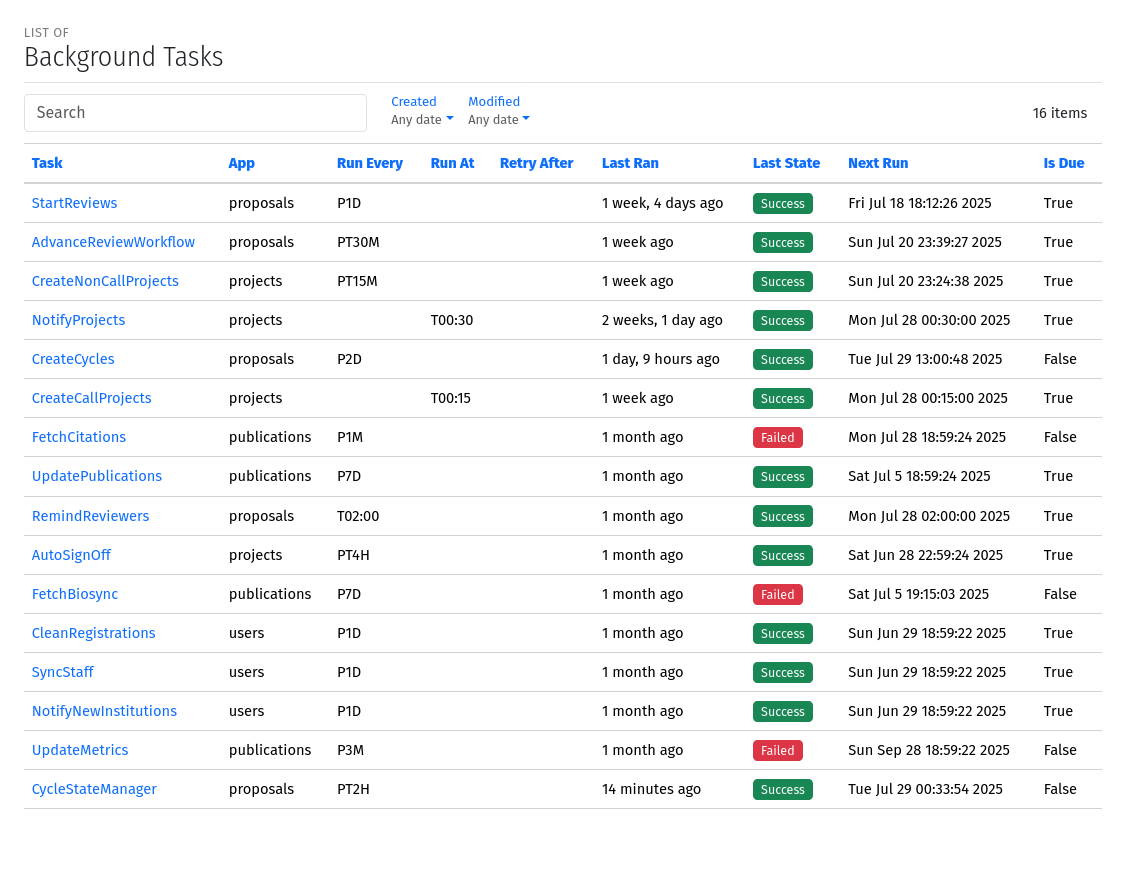 LIST OF
Background Tasks
Search
Created Modified
Any date Any date
16 items
Task App Run Every Run At Retry After Last Ran Last State Next Run Is Due
StartReviews proposals P1D 1 week, 4 days ago Success Fri Jul 18 18:12:26 2025 True
AdvanceReviewWorkflow proposals PT30M 1 week ago Success Sun Jul 20 23:39:27 2025 True
CreateNonCallProjects projects PT15M 1 week ago Success Sun Jul 20 23:24:38 2025 True
NotifyProjects projects T00:30 2 weeks, 1 day ago Success Mon Jul 28 00:30:00 2025 True
CreateCycles proposals P2D 1 day, 9 hours ago Success Tue Jul 29 13:00:48 2025 False
CreateCallProjects projects T00:15 1 week ago Success Mon Jul 28 00:15:00 2025 True
FetchCitations publications P1M 1 month ago Failed Mon Jul 28 18:59:24 2025 False
UpdatePublications publications P7D 1 month ago Success Sat Jul 5 18:59:24 2025 True
RemindReviewers proposals T02:00 1 month ago Success Mon Jul 28 02:00:00 2025 True
AutoSignOff projects PT4H 1 month ago Success Sat Jun 28 22:59:24 2025 True
FetchBiosync publications P7D 1 month ago Failed Sat Jul 5 19:15:03 2025 False
CleanRegistrations users P1D 1 month ago Success Sun Jun 29 18:59:22 2025 True
SyncStaff users P1D 1 month ago Success Sun Jun 29 18:59:22 2025 True
NotifyNewInstitutions users P1D 1 month ago Success Sun Jun 29 18:59:22 2025 True
UpdateMetrics publications P3M 1 month ago Failed Sun Sep 28 18:59:22 2025 False
CycleStateManager proposals PT2H 14 minutes ago Success Tue Jul 29 00:33:54 2025 False